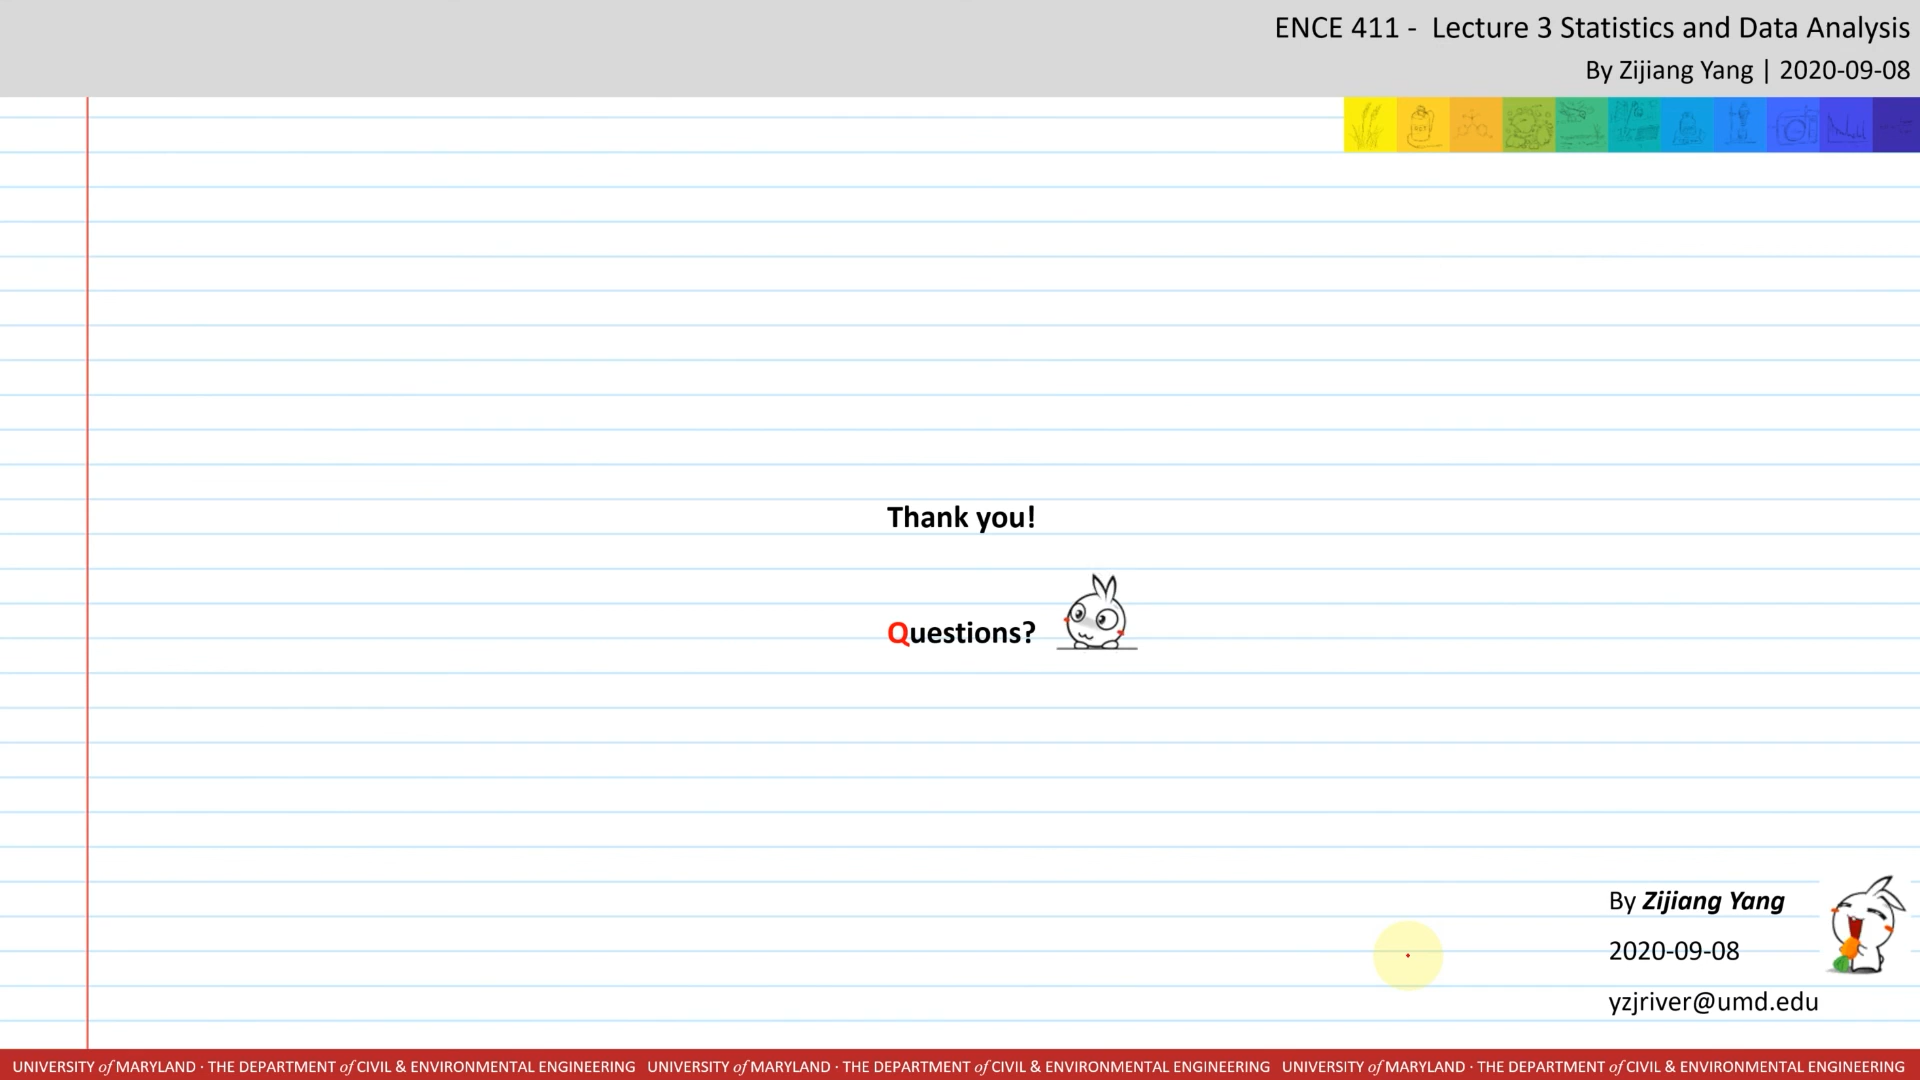 ENCE 411 - Lecture 3 Statistics and Data Analysis
By Zijiang Yang | 2020-09-08
Thank you!
Questions?
By Zijiang Yang
2020-09-08
yzjriver@umd.edu
UNIVERSITY of MARYLAND · THE DEPARTMENT of CIVIL & ENVIRONMENTAL ENGINEERING UNIVERSITY of MARYLAND · THE DEPARTMENT of CIVIL & ENVIRONMENTAL ENGINEERING UNIVERSITY of MARYLAND · THE DEPARTMENT of CIVIL & ENVIRONMENTAL ENGINEERING